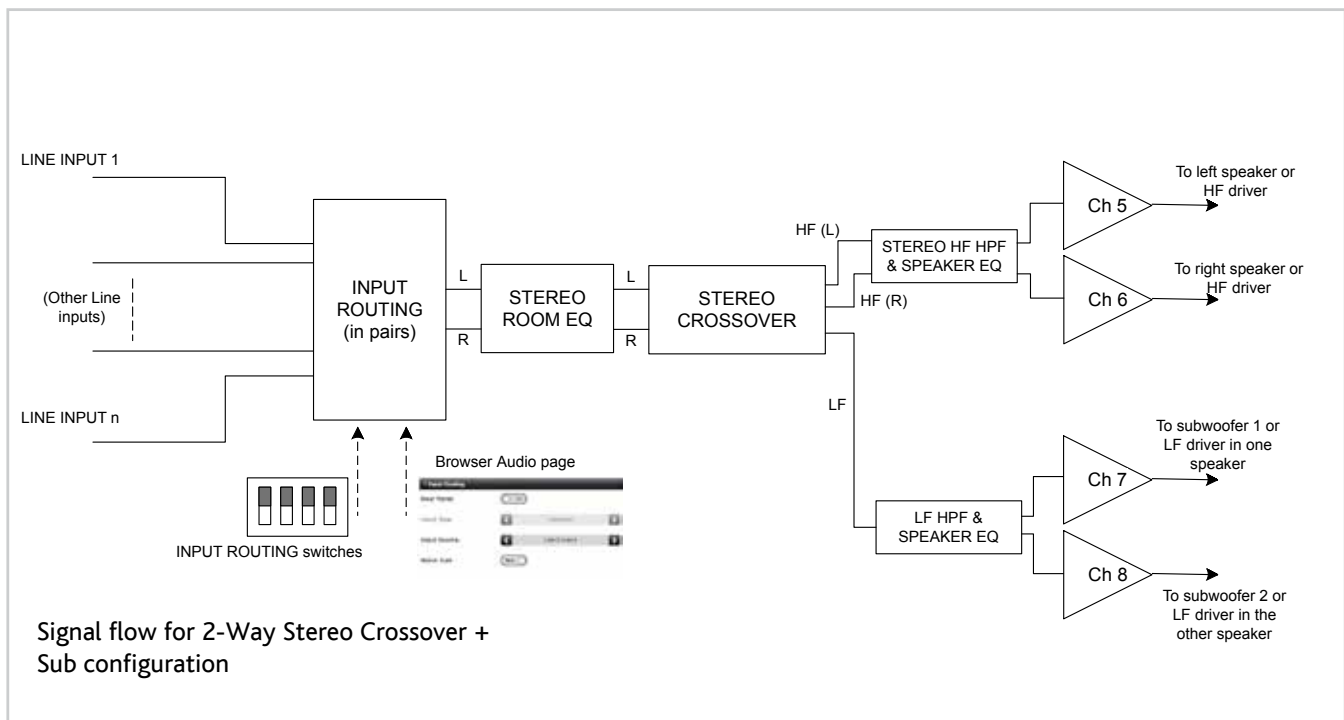 LINE INPUT 1
(Other Line
inputs)
LINE INPUT n
INPUT
ROUTING
(in pairs)
L
R
STEREO
ROOM EQ
L
R
STEREO
CROSSOVER
HF (L)
HF (R)
LF
STEREO HF HPF
& SPEAKER EQ
Ch 5
Ch 6
To left speaker or
HF driver
To right speaker or
HF driver
LF HPF &
SPEAKER EQ
Ch 7
Ch 8
To subwoofer 1 or
LF driver in one
speaker
To subwoofer 2 or
LF driver in the
other speaker
INPUT ROUTING switches
Browser Audio page
Input Routing
Signal flow for 2-Way Stereo Crossover +
Sub configuration